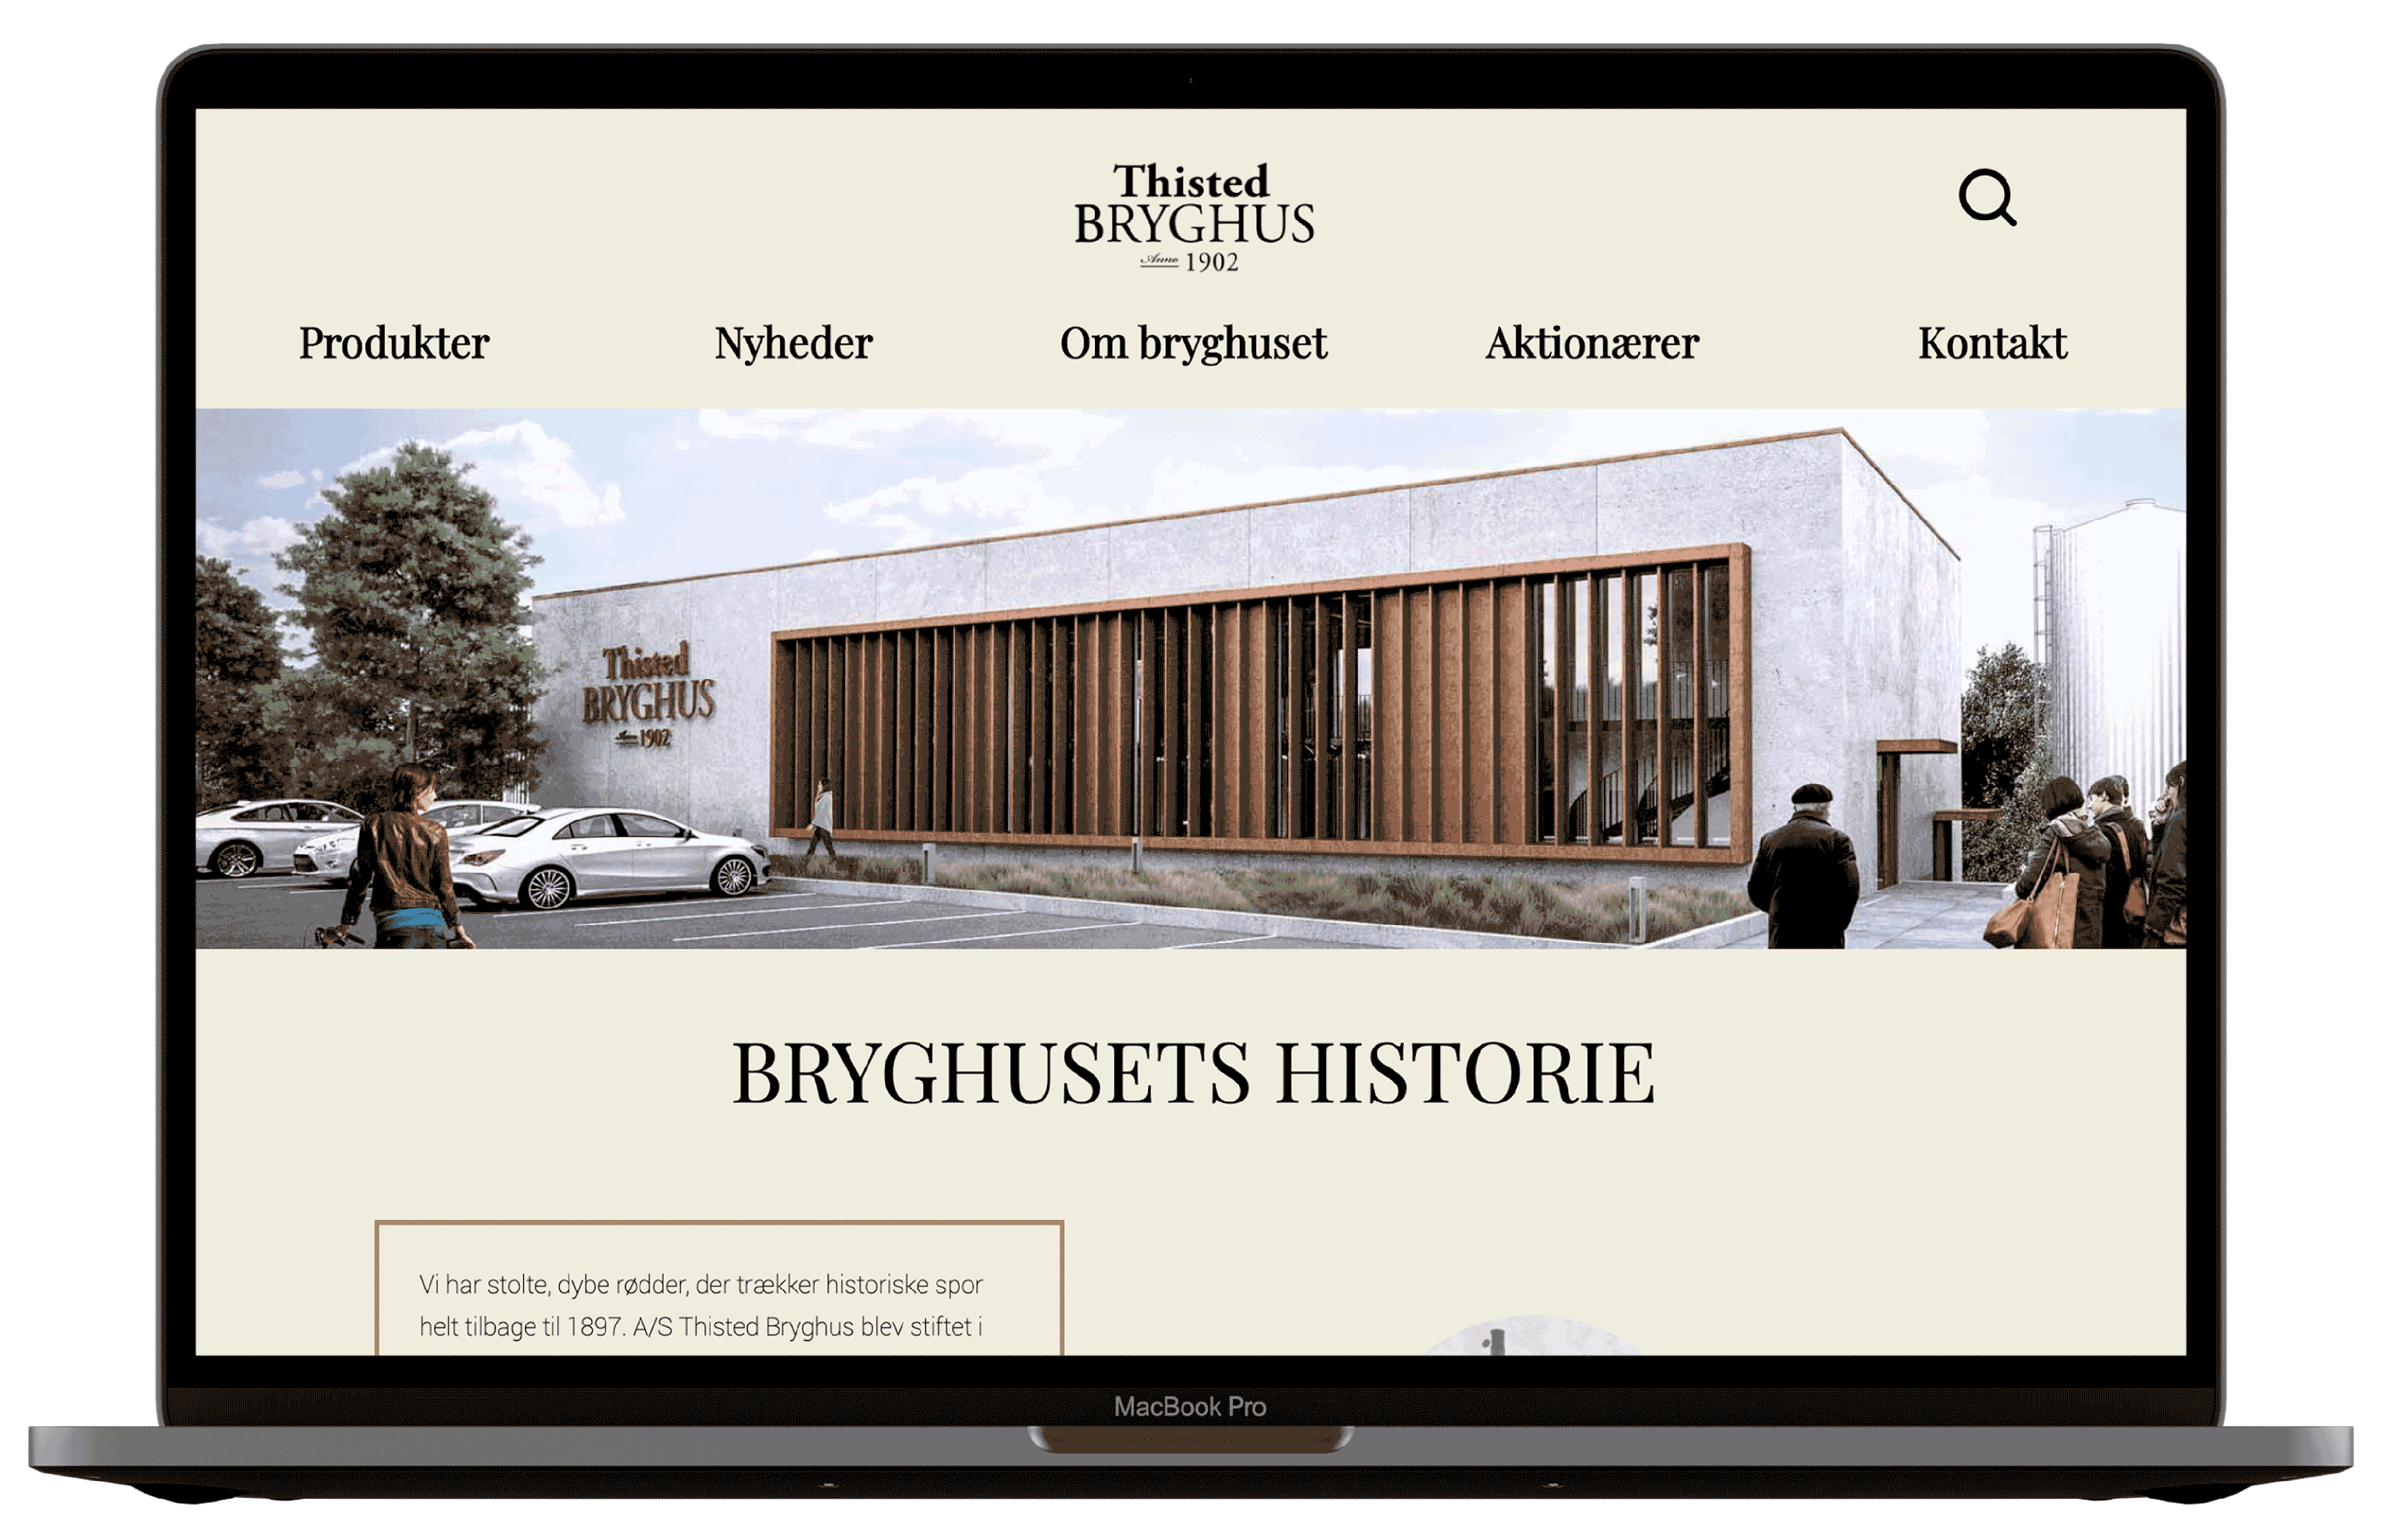 Thisted
BRYGHUS
Anno 1902
Produkter
Nyheder
Om bryghuset
Aktionærer
Kontakt
Thisted
BRYGHUS
Anno 1902
BRYGHUSETS HISTORIE
Vi har stolte, dybe rødder, der trækker historiske spor
helt tilbage til 1897. A/S Thisted Bryghus blev stiftet i
MacBook Pro